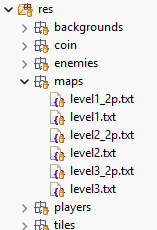 res
backgrounds
coin
enemies
maps
level1_2p.txt
level1.txt
level2_2p.txt
level2.txt
level3_2p.txt
level3.txt
players
tiles